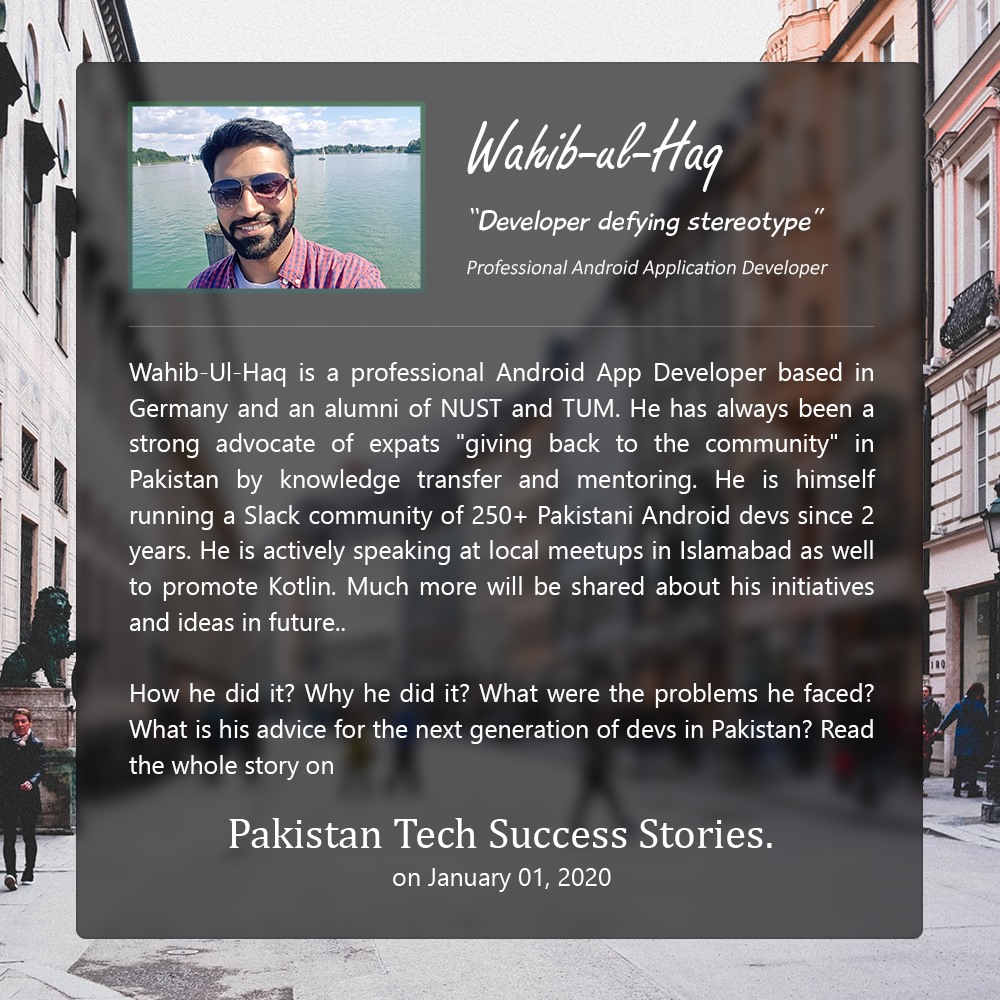 Wahib-ul-Haq
"Developer defying stereotype"
Professional Android Application Developer
Wahib-Ul-Haq is a professional Android App Developer based in
Germany and an alumni of NUST and TUM. He has always been a
strong advocate of expats "giving back to the community" in
Pakistan by knowledge transfer and mentoring. He is himself
running a Slack community of 250+ Pakistani Android devs since 2
years. He is actively speaking at local meetups in Islamabad as well
to promote Kotlin. Much more will be shared about his initiatives
and ideas in future..
How he did it? Why he did it? What were the problems he faced?
What is his advice for the next generation of devs in Pakistan? Read
the whole story on
Pakistan Tech Success Stories.
on January 01, 2020